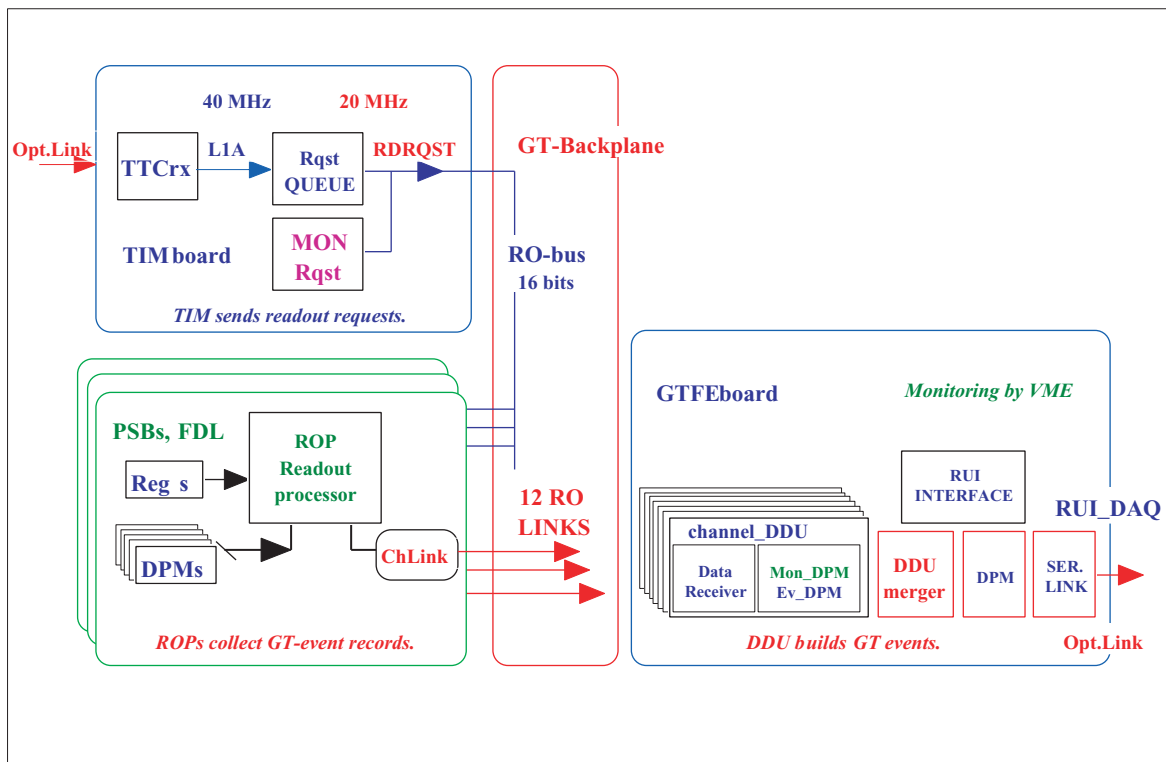 40 MHz
20 MHz
Opt.Link
TTCrx
L1A
Rqst
QUEUE
RDRQST
MON
Rqst
TIM board
TIM sends readout requests.
GT-Backplane
RO-bus
16 bits
12 RO
LINKS
PSBs, FDL
ROP
Readout
processor
Reg s
DPMs
ChLink
ROPs collect GT-event records.
GTFEboard
Monitoring by VME
RUI
INTERFACE
RUI_DAQ
channel_DDU
Data
Receiver
Mon_DPM
Ev_DPM
DDU
merger
DPM
SER.
LINK
DDU builds GT events.
Opt.Link